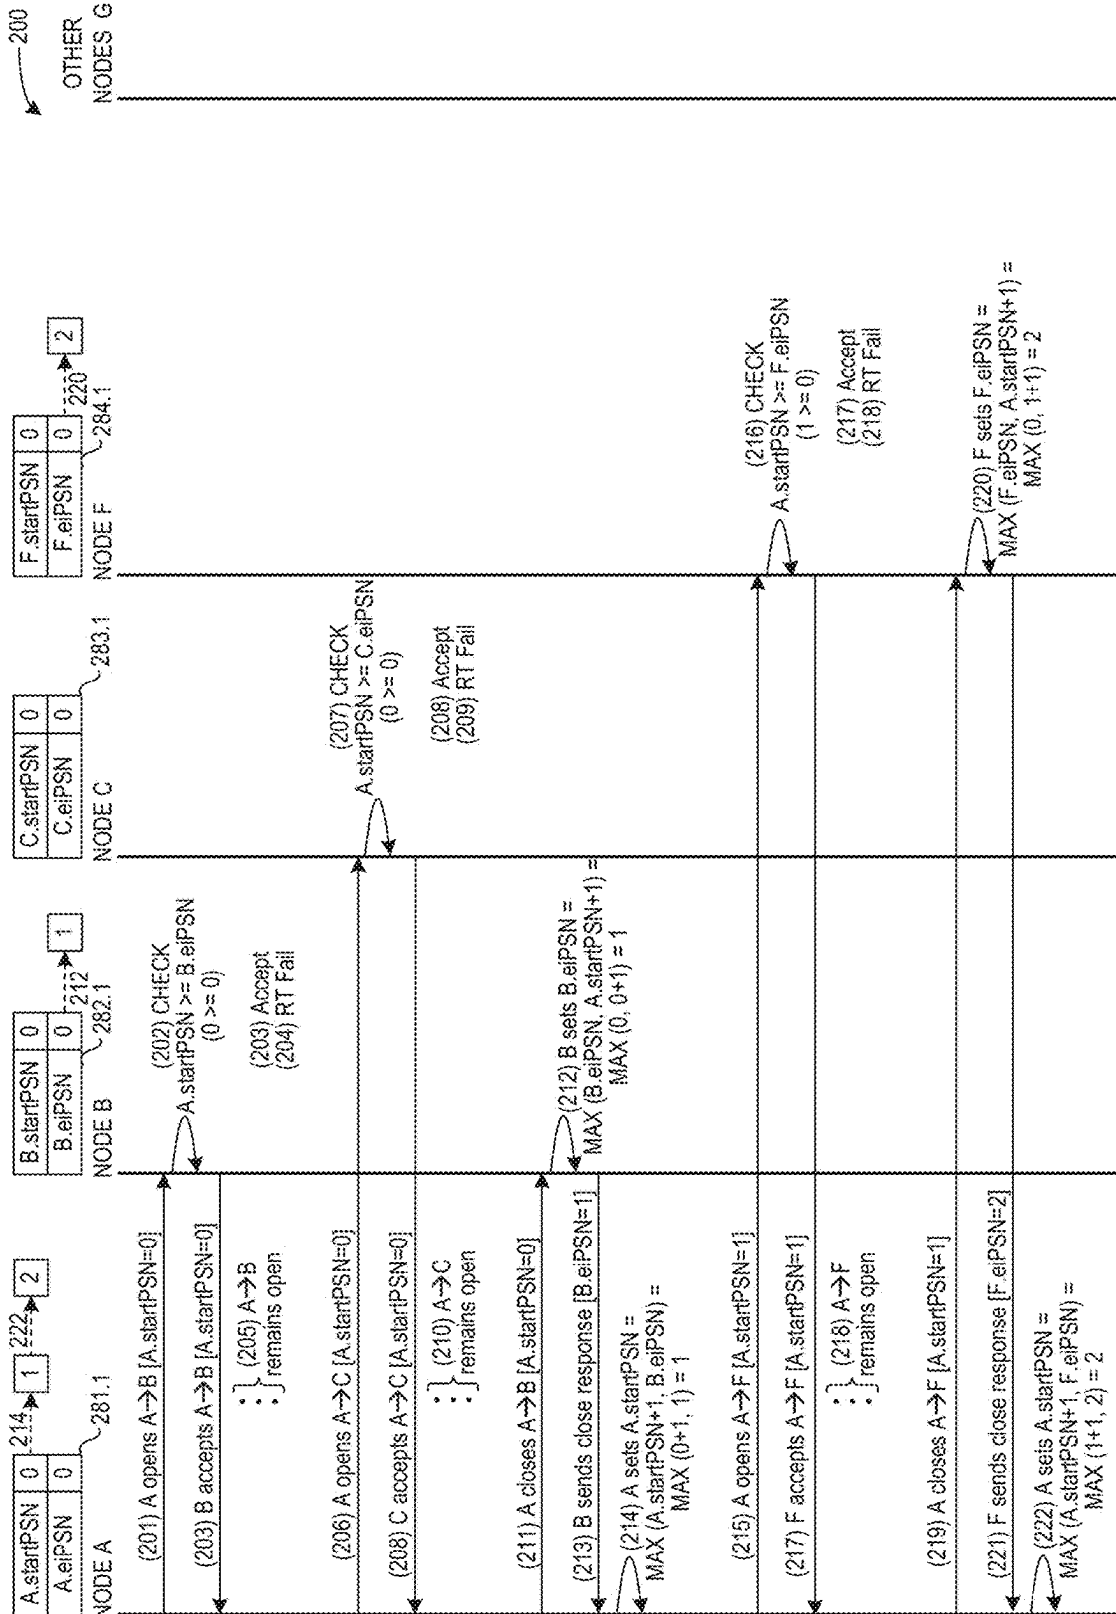 200
A.startPSN 0
A.eiPSN 0
214
1
222
2
281.1
NODE A
B.startPSN 0
B.eiPSN 0
212
1
282.1
NODE B
C.startPSN 0
C.eiPSN 0
283.1
NODE C
F.startPSN 0
F.eiPSN 0
220
2
284.1
NODE F
OTHER
NODES G
(201) A opens A→B [A.startPSN=0]
(202) CHECK
A.startPSN >= B.eiPSN
(0 >= 0)
(203) B accepts A→B [A.startPSN=0]
(203) Accept
(204) RT Fail
(205) A→B
remains open
(206) A opens A→C [A.startPSN=0]
(207) CHECK
A.startPSN >= C.eiPSN
(0 >= 0)
(208) C accepts A→C [A.startPSN=0]
(208) Accept
(209) RT Fail
(210) A→C
remains open
(211) A closes A→B [A.startPSN=0]
(212) B sets B.eiPSN =
MAX (B.eiPSN, A.startPSN+1) =
MAX (0, 0+1) = 1
(213) B sends close response [B.eiPSN=1]
(214) A sets A.startPSN =
MAX (A.startPSN+1, B.eiPSN) =
MAX (0+1, 1) = 1
(215) A opens A→F [A.startPSN=1]
(216) CHECK
A.startPSN >= F.eiPSN
(1 >= 0)
(217) F accepts A→F [A.startPSN=1]
(217) Accept
(218) RT Fail
(218) A→F
remains open
(219) A closes A→F [A.startPSN=1]
(220) F sets F.eiPSN =
MAX (F.eiPSN, A.startPSN+1) =
MAX (0, 1+1) = 2
(221) F sends close response [F.eiPSN=2]
(222) A sets A.startPSN =
MAX (A.startPSN+1, F.eiPSN) =
MAX (1+1, 2) = 2